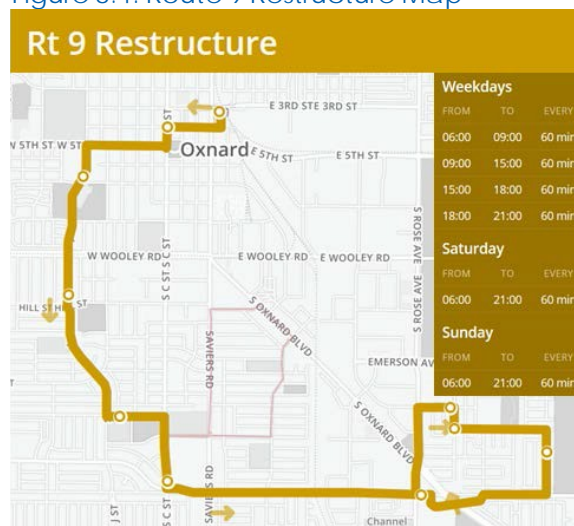 Rt 9 Restructure
Weekdays
FROM TO EVERY
06:00 09:00 60 min
09:00 15:00 60 min
15:00 18:00 60 min
18:00 21:00 60 min
Saturday
FROM TO EVERY
06:00 21:00 60 min
Sunday
FROM TO EVERY
06:00 21:00 60 min
E 3RD STE 3RD ST
W 5TH ST W 5T
Oxnard
E 5TH ST
E 5TH ST
W WOOLEY RD
S C ST S C ST
E WOOLEY RD
E WOOLEY RD
S ROSE AVE
S ROSE AVE
HILL ST H
ST
S OXNARD BLVD
SAVIERS RD
EMERSON AV
S OXNARD BLVD
J ST
S C ST
S RD
Channel